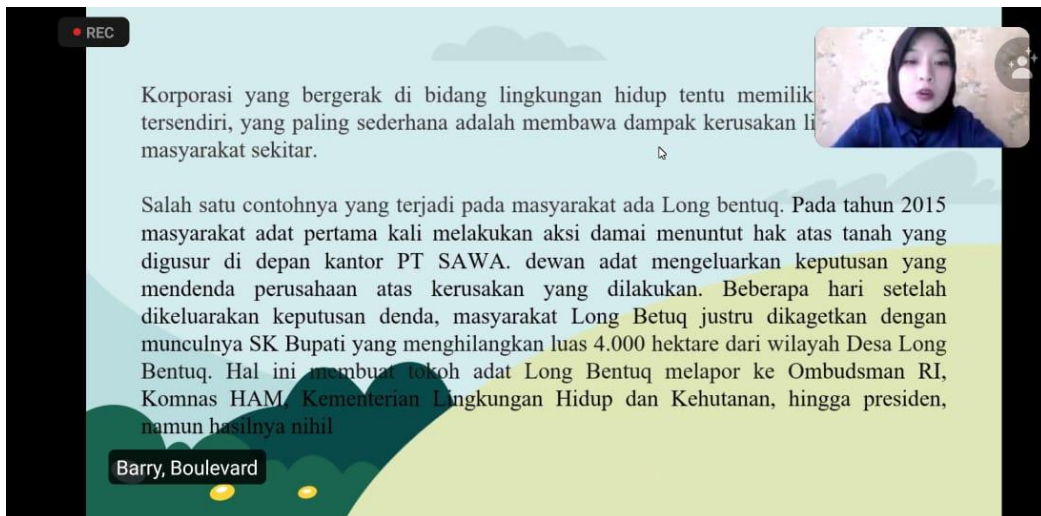 REC
Korporasi yang bergerak di bidang lingkungan hidup tentu memilik
tersendiri, yang paling sederhana adalah membawa dampak kerusakan li
masyarakat sekitar.
Salah satu contohnya yang terjadi pada masyarakat ada Long bentuq. Pada tahun 2015
masyarakat adat pertama kali melakukan aksi damai menuntut hak atas tanah yang
digusur di depan kantor PT SAWA. dewan adat mengeluarkan keputusan yang
mendenda perusahaan atas kerusakan yang dilakukan. Beberapa hari setelah
dikeluarakan keputusan denda, masyarakat Long Betuq justru dikagetkan dengan
munculnya SK Bupati yang menghilangkan luas 4.000 hektare dari wilayah Desa Long
Bentuq. Hal ini membuat tokoh adat Long Bentuq melapor ke Ombudsman RI,
Komnas HAM, Kementerian Lingkungan Hidup dan Kehutanan, hingga presiden,
namun hasilnya nihil
Barry, Boulevard